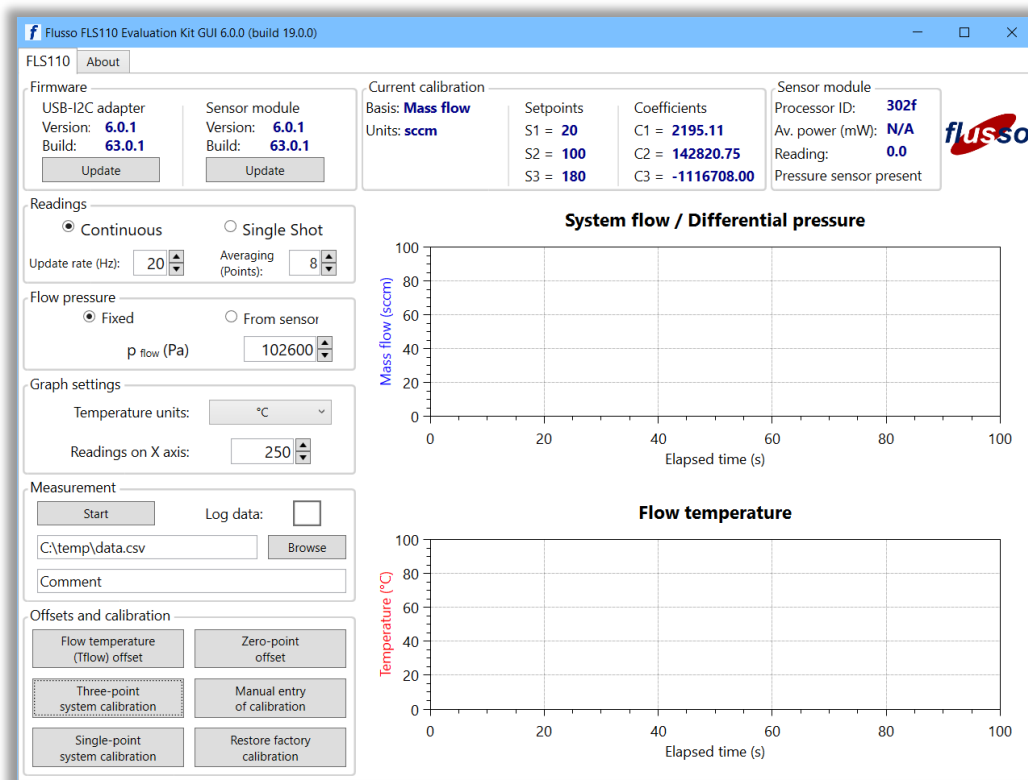 f Flusso FLS110 Evaluation Kit GUI 6.0.0 (build 19.0.0)
FLS110 About
Firmware
USB-I2C adapter
Version: 6.0.1
Build: 63.0.1
Update
Sensor module
Version: 6.0.1
Build: 63.0.1
Update
Current calibration
Basis: Mass flow
Units: sccm
Setpoints
S1 = 20
S2 = 100
S3 = 180
Coefficients
C1 = 2195.11
C2 = 142820.75
C3 = -1116708.00
Sensor module
Processor ID: 302f
Av. power (mW): N/A
Reading: 0.0
Pressure sensor present
flusso
Readings
Continuous Single Shot
Update rate (Hz): 20
Averaging
(Points): 8
Flow pressure
Fixed From sensor
p flow (Pa) 102600
Graph settings
Temperature units: °C
Readings on X axis: 250
Measurement
Start Log data:
C:\temp\data.csv Browse
Comment
Offsets and calibration
Flow temperature
(Tflow) offset
Zero-point
offset
Three-point
system calibration
Manual entry
of calibration
Single-point
system calibration
Restore factory
calibration
System flow / Differential pressure
Mass flow (sccm)
100
80
60
40
20
0
0 20 40 60 80 100
Elapsed time (s)
Flow temperature
Temperature (°C)
100
80
60
40
20
0
0 20 40 60 80 100
Elapsed time (s)